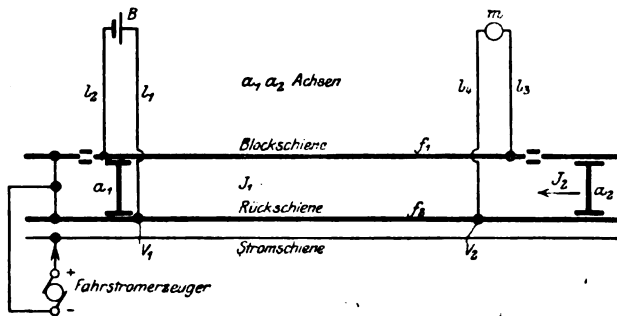 B
m
l₂
l₁
a₁ a₂ Achsen
l₄
l₃
Blockschiene
f₁
a₁
J₁
J₂
a₂
Rückschiene
f₂
V₁
Stromschiene
V₂
+
Fahrstromerzeuger
-